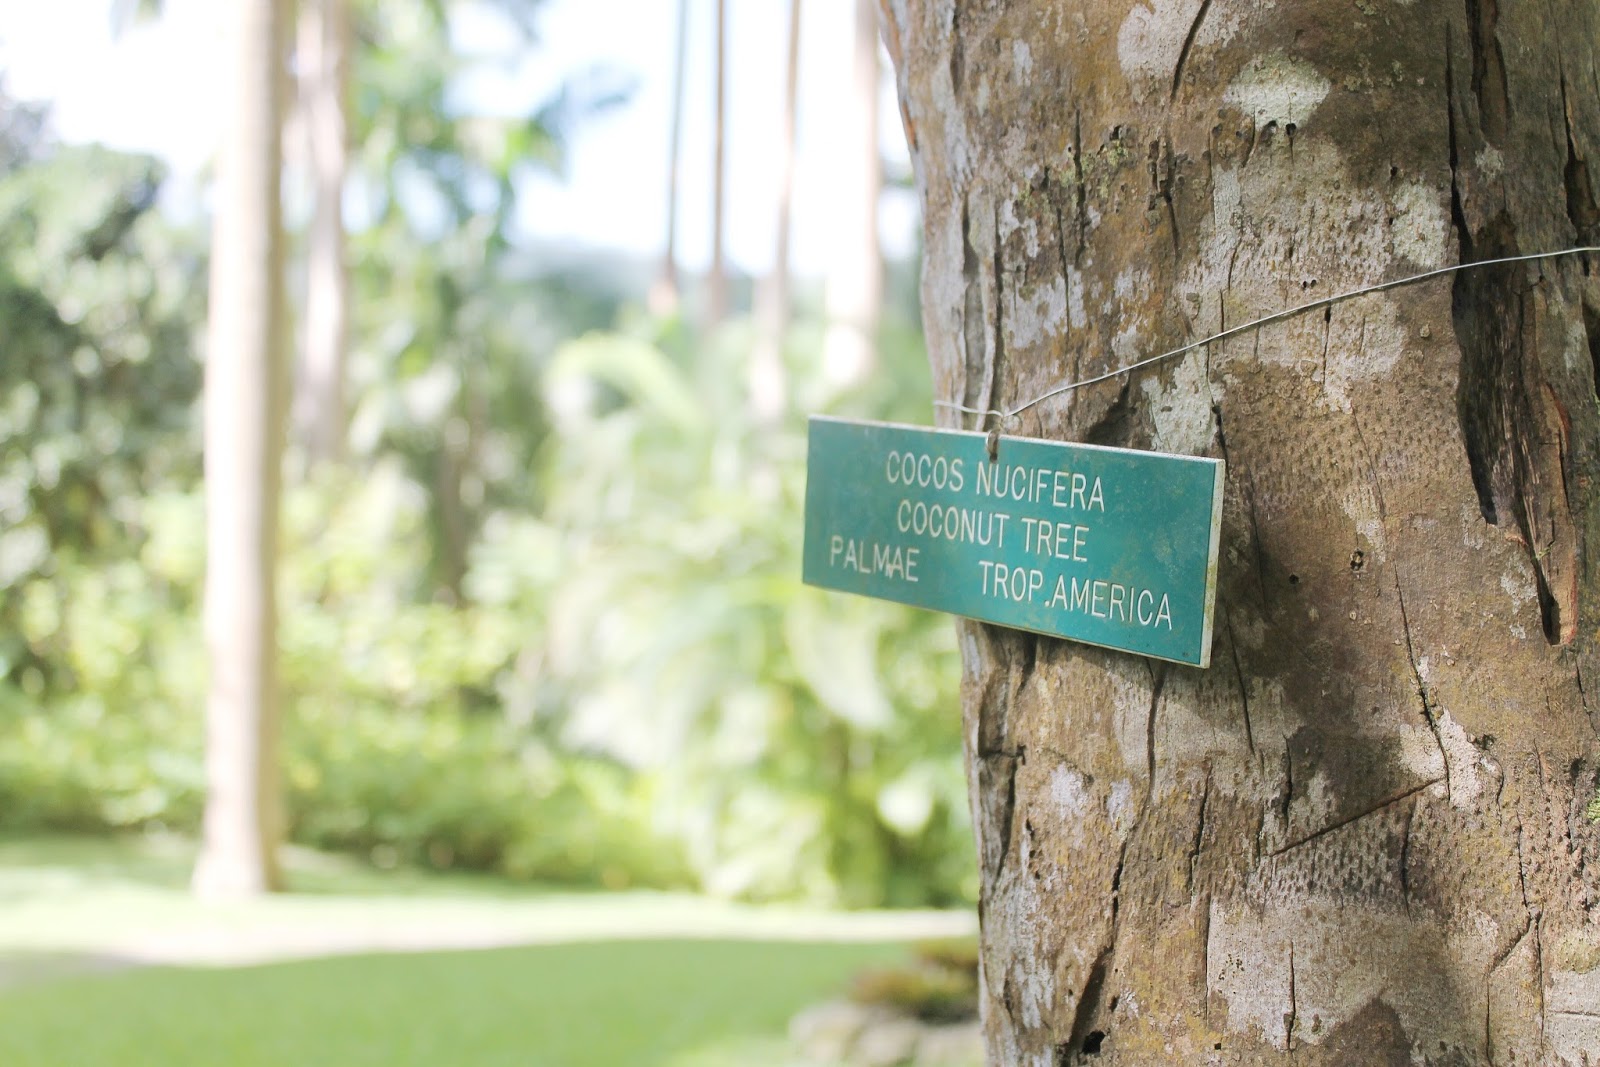 COCOS NUCIFERA
COCONUT TREE
PALMAE TROP.AMERICA